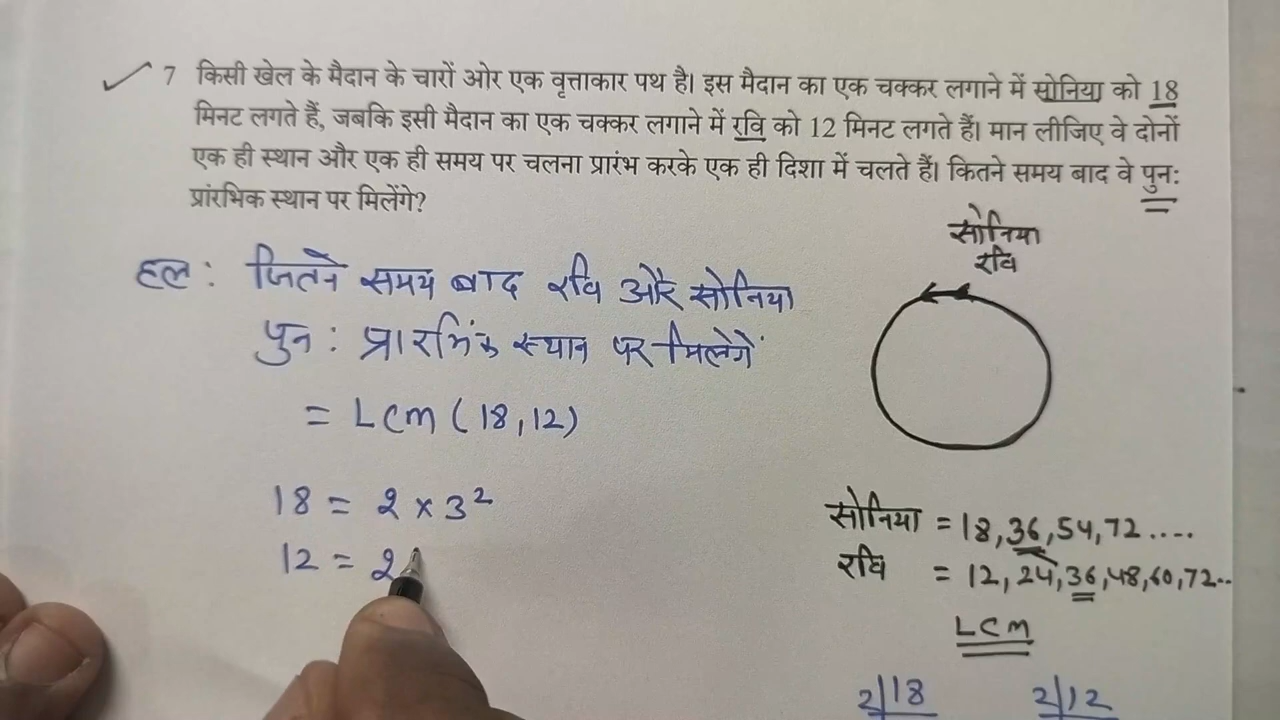 7 किसी खेल के मैदान के चारों ओर एक वृत्ताकार पथ है। इस मैदान का एक चक्कर लगाने में सोनिया को 18
मिनट लगते हैं, जबकि इसी मैदान का एक चक्कर लगाने में रवि को 12 मिनट लगते हैं। मान लीजिए वे दोनों
एक ही स्थान और एक ही समय पर चलना प्रारंभ करके एक ही दिशा में चलते हैं। कितने समय बाद वे पुन:
प्रांरभिक स्थान पर मिलेंगे?
सोनिया
रवि
हल : जितने समय बाद रवि और सोनिया
पुन : प्रारभिंक स्थान पर मिलेगें
= LCM (18,12)
18 = 2 × 3²
12 = 2
सोनिया = 18, 36, 54, 72 ....
रवि = 12, 24, 36, 48, 60, 72..
LCM
2|18
2|12